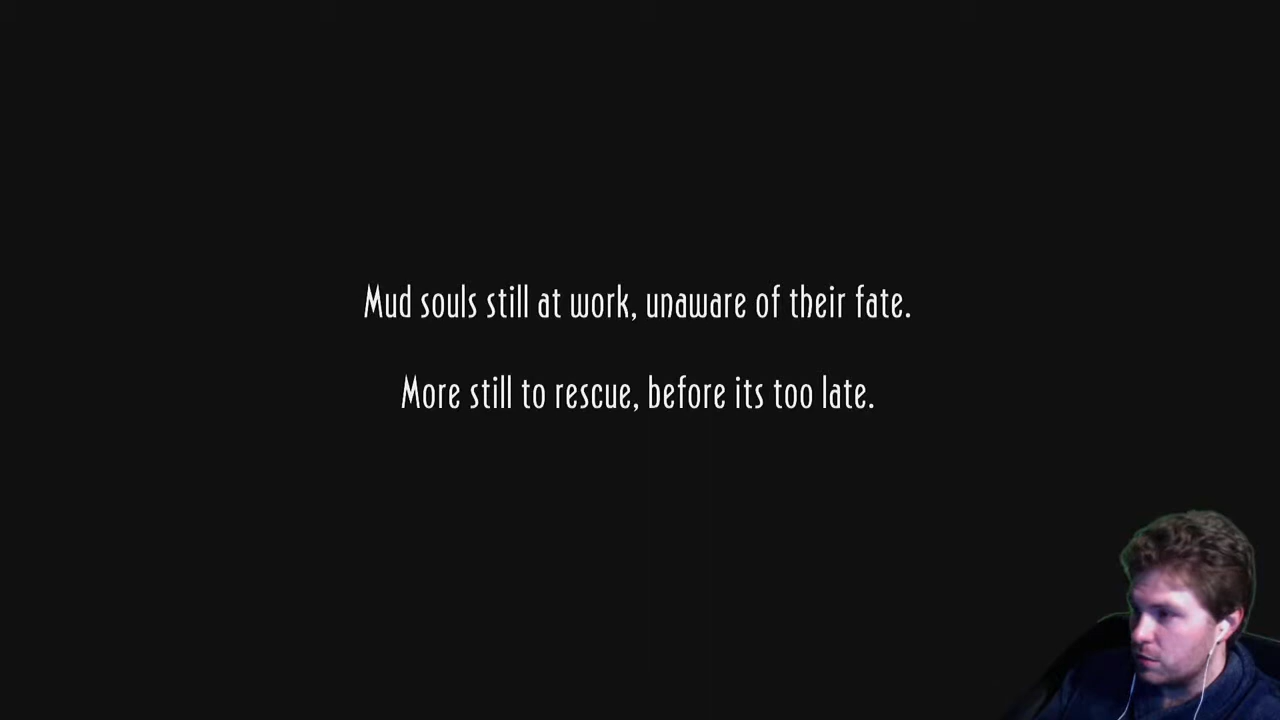 Mud souls still at work, unaware of their fate.
More still to rescue, before its too late.